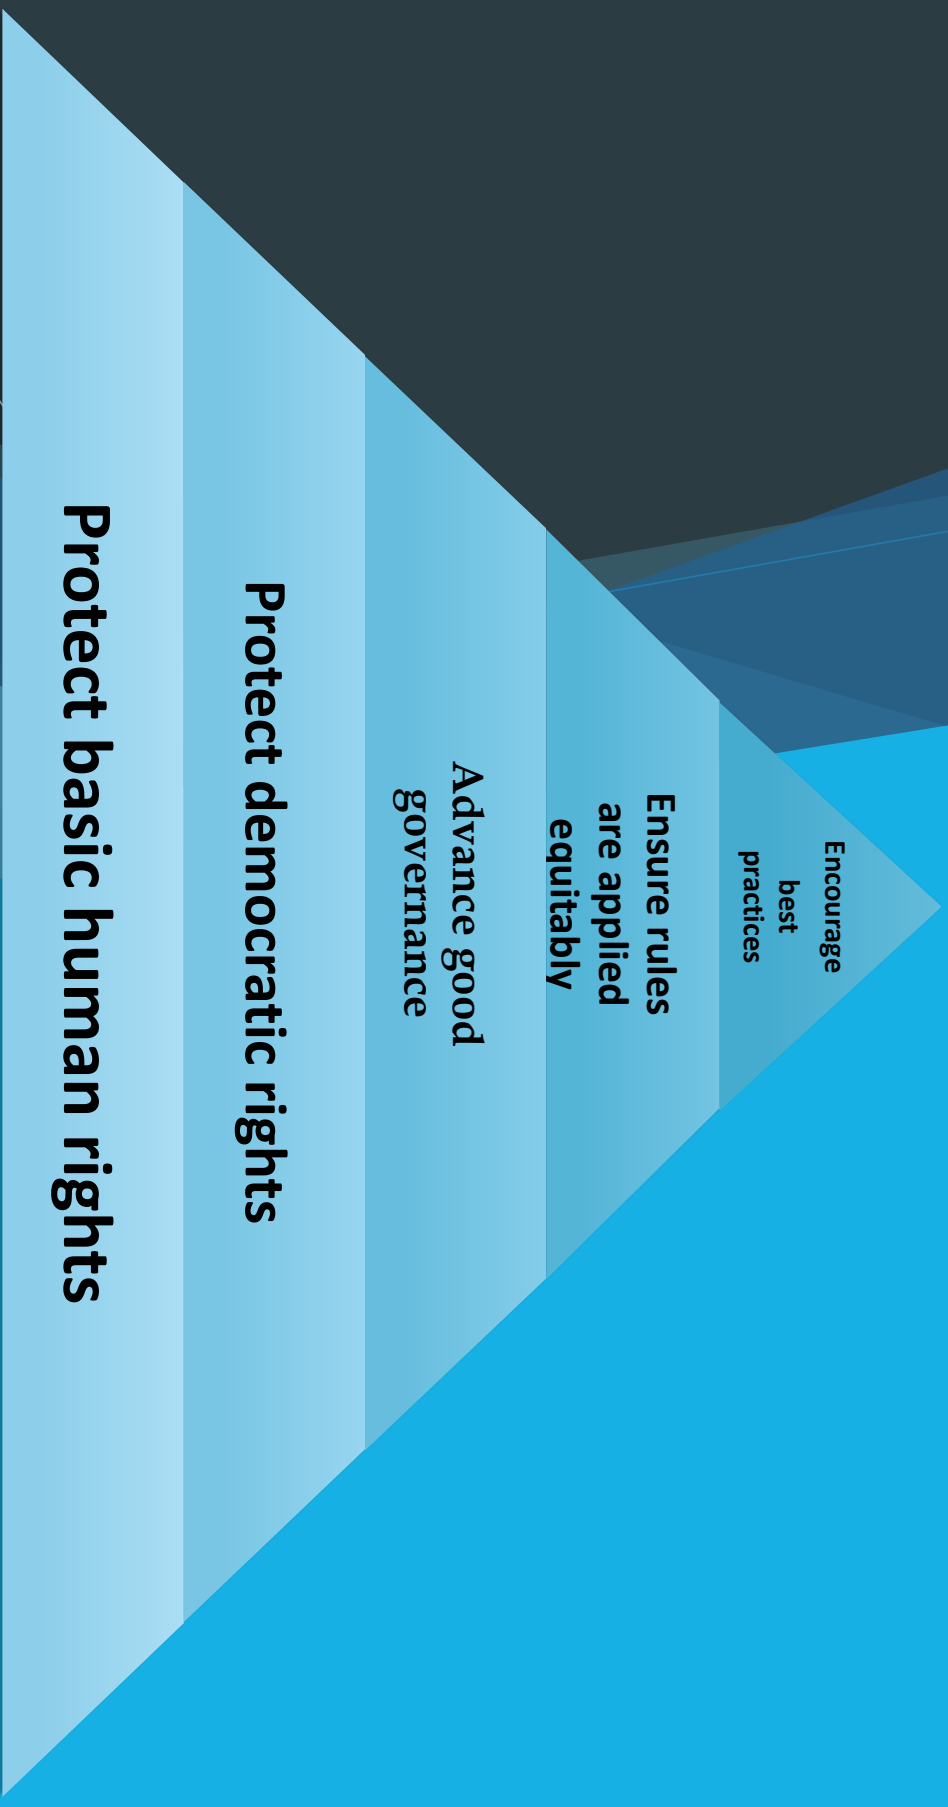 Encourage
best
practices
Ensure rules
are applied
equitably
Advance good
governance
Protect democratic rights
Protect basic human rights